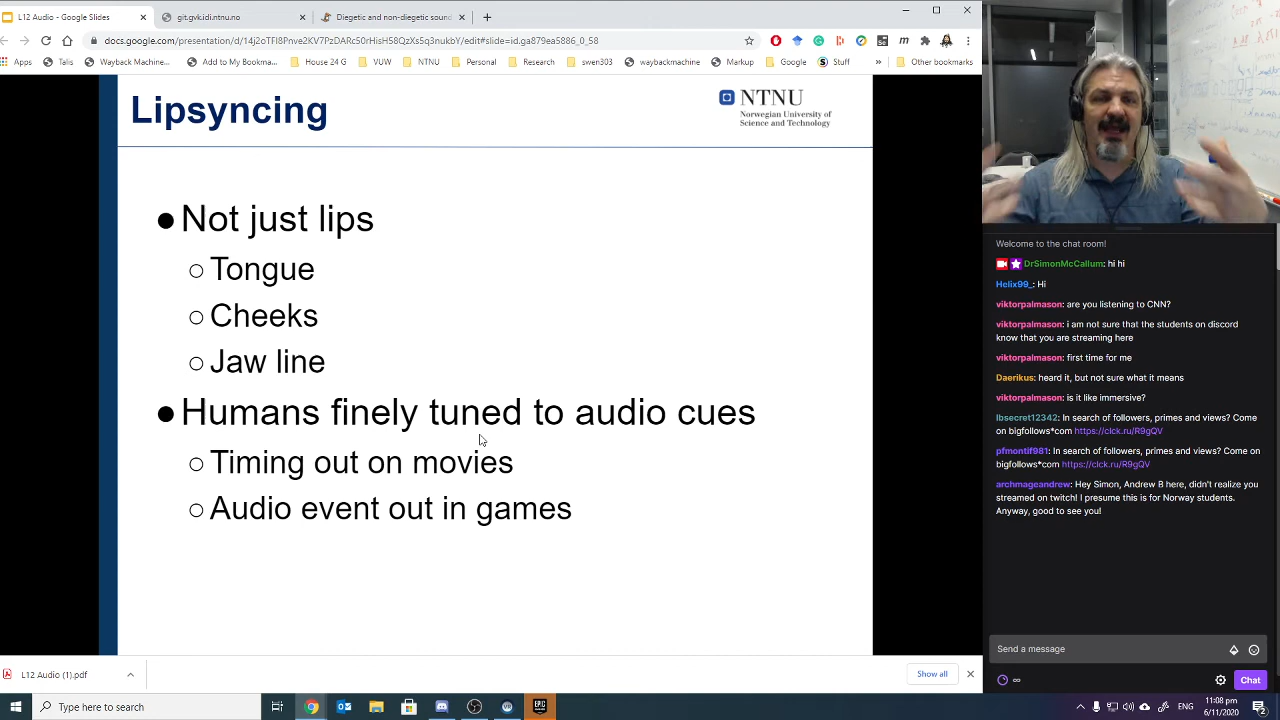 L12 Audio - Google Slides
git.gvk.idi.ntnu.no/
Diegetic and non-diegetic sound
docs.google.com/presentation/d/14j2oTFI8Pnve2KV7PzDA
Apps
Talis
Wayback Machine...
Add to My Bookma...
House 24 G
VUW
NTNU
Personal
Research
swen303
waybackmachine
Markup
Google
Stuff
»
Other bookmarks
Lipsyncing
NTNU
Norwegian University of
Science and Technology
● Not just lips
○ Tongue
○ Cheeks
○ Jaw line
● Humans finely tuned to audio cues
○ Timing out on movies
○ Audio event out in games
Welcome to the chat room!
DrSimonMcCallum: hi hi
Helix99_: Hi
viktorpalmason: are you listening to CNN?
viktorpalmason: i am not sure that the students on discord
know that you are streaming here
viktorpalmason: first time for me
Daerikus: heard it, but not sure what it means
viktorpalmason: is it like immersive?
lbsecret12342: In search of followers, primes and views? Come
on bigfollows*com https://clck.ru/R9gQV
pfmontif981: In search of followers, primes and views? Come
on bigfollows*com https://clck.ru/R9gQV
archmageandrew: Hey Simon, Andrew B here, didn't realize you
streamed on twitch! I presume this is for Norway students.
Anyway, good to see you!
Send a message
∞
Chat
L12 Audio (1).pdf
Show all
Type here to search
EPIC
11:08 pm
6/11/2020
2